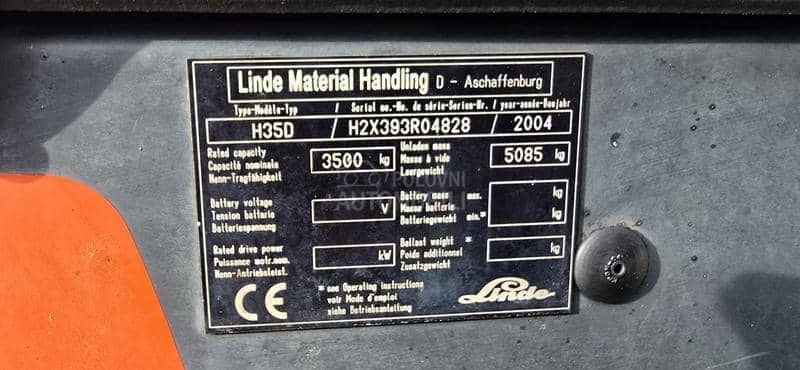 Linde Material Handling D - Aschaffenburg
Type-Modèle-Typ / Serial no.-No. de série-Serien-Nr. / year-année-Baujahr
H35D / H2X393R04828 / 2004
Rated capacity
Capacité nominale
Nenn-Tragfähigkeit
3500 kg
Unladen mass
Masse à vide
Leergewicht
5085 kg
Battery voltage
Tension batterie
Batteriespannung
V
Battery mass max.
Masse batterie
Batteriegewicht min.*
kg
kg
Rated drive power
Puissance motr.nom.
Nenn-Antriebsleist.
kW
Ballast weight *
Poids additionnel
Zusatzgewicht
kg
CE
* see Operating instructions
voir Mode d'emploi
siehe Betriebsanleitung
Linde
POLOVNI
AUTOMOBILI